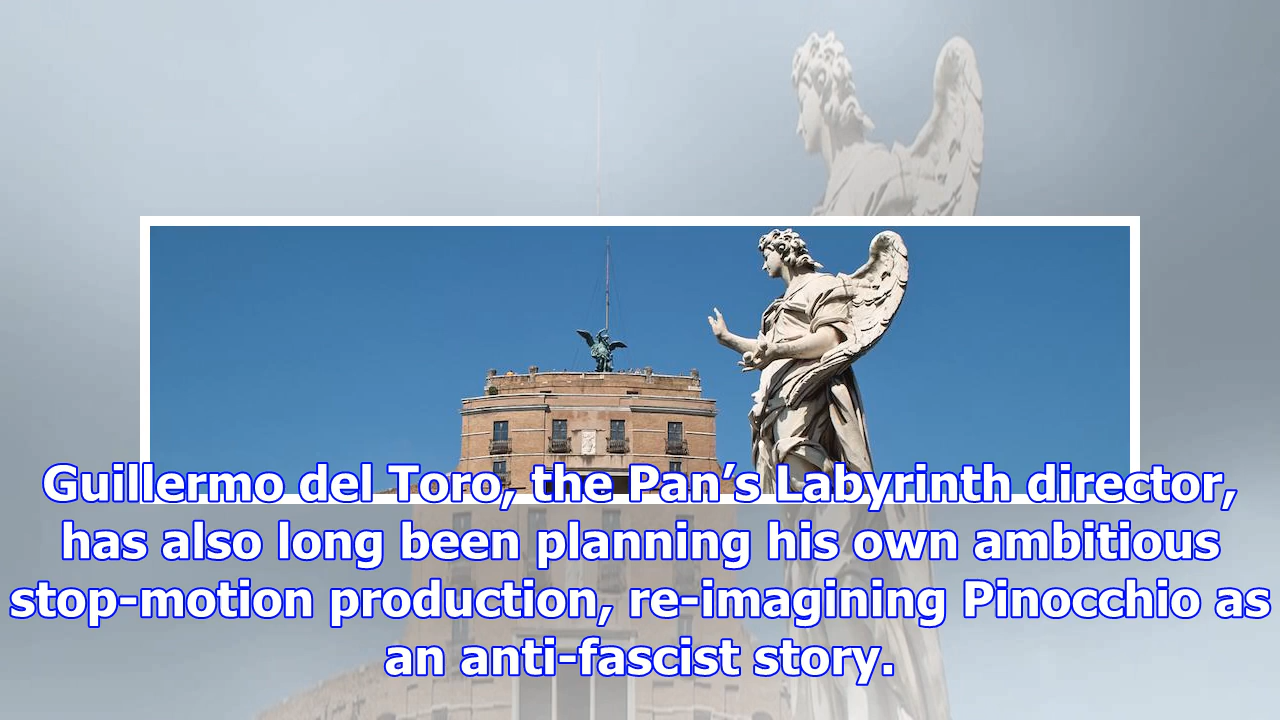 Guillermo del Toro, the Pan’s Labyrinth director,
has also long been planning his own ambitious
stop-motion production, re-imagining Pinocchio as
an anti-fascist story.